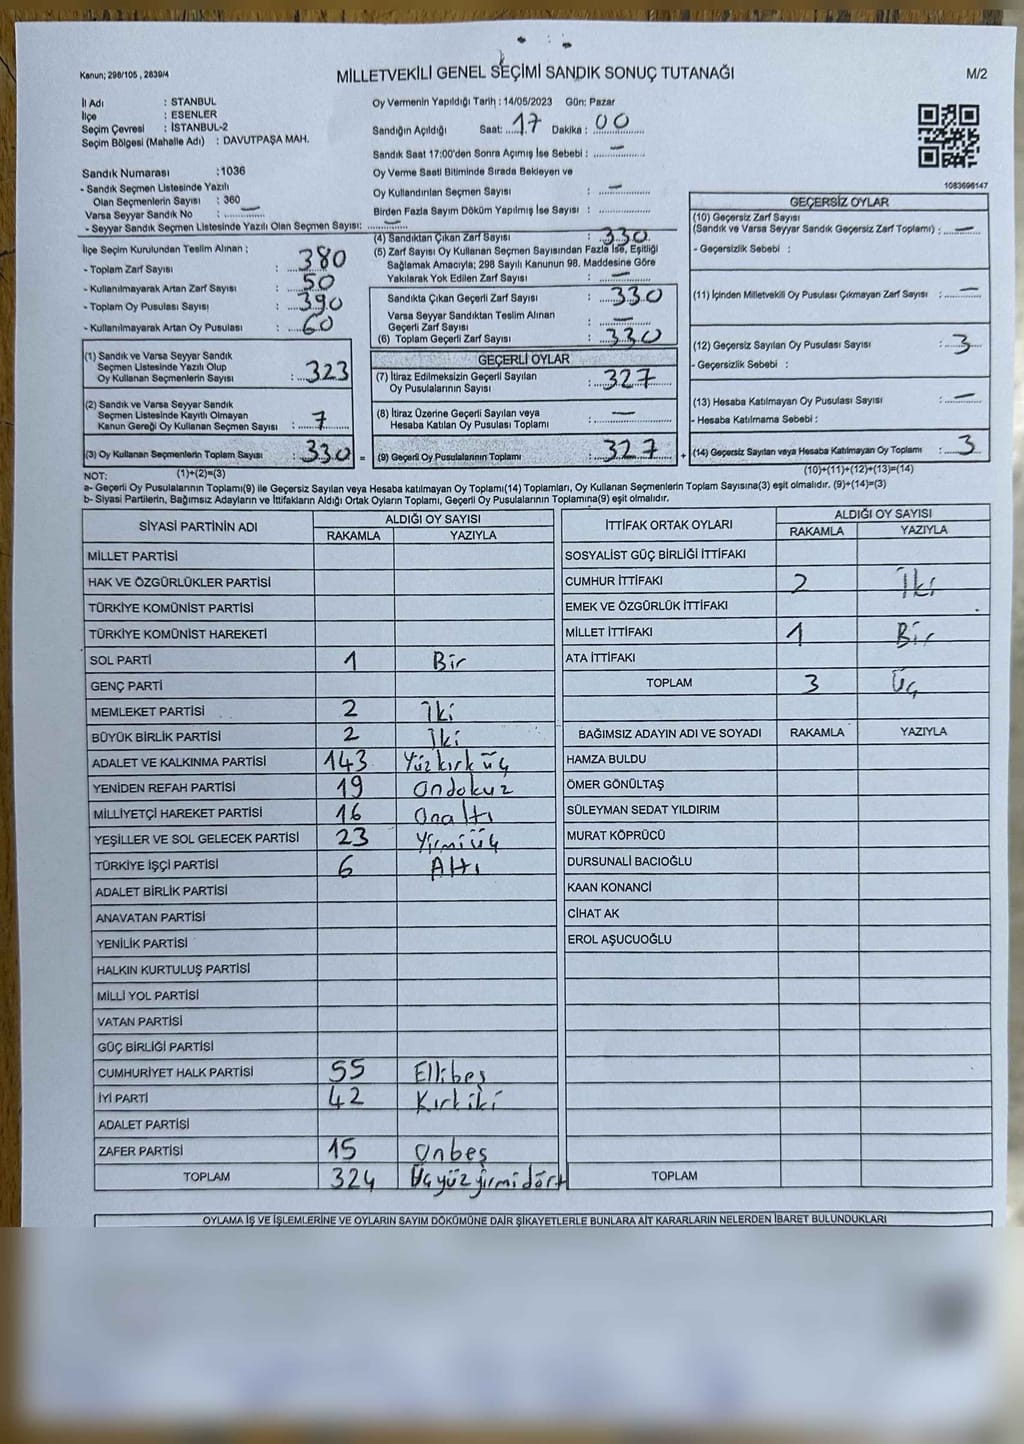 Kanun; 298/105 , 2839/4
MİLLETVEKİLİ GENEL SEÇİMİ SANDIK SONUÇ TUTANAĞI
M/2
İl Adı : STANBUL
İlçe : ESENLER
Seçim Çevresi : İSTANBUL-2
Seçim Bölgesi (Mahalle Adı) : DAVUTPAŞA MAH.
Sandık Numarası :1036
- Sandık Seçmen Listesinde Yazılı
Olan Seçmenlerin Sayısı : 360
Varsa Seyyar Sandık No : —
- Seyyar Sandık Seçmen Listesinde Yazılı Olan Seçmen Sayısı: —
İlçe Seçim Kurulundan Teslim Alınan ;
- Toplam Zarf Sayısı : 380
- Kullanılmayarak Artan Zarf Sayısı : 50
- Toplam Oy Pusulası Sayısı : 390
- Kullanılmayarak Artan Oy Pusulası : 60
(1) Sandık ve Varsa Seyyar Sandık
Seçmen Listesinde Yazılı Olup
Oy Kullanan Seçmenlerin Sayısı : 323
(2) Sandık ve Varsa Seyyar Sandık
Seçmen Listesinde Kayıtlı Olmayan
Kanun Gereği Oy Kullanan Seçmen Sayısı : 7
(3) Oy Kullanan Seçmenlerin Toplam Sayısı : 330 =
(1)+(2)=(3)
Oy Vermenin Yapıldığı Tarih : 14/05/2023 Gün: Pazar
Sandığın Açıldığı Saat: 17 Dakika : 00
Sandık Saat 17:00'den Sonra Açımış İse Sebebi : —
Oy Verme Saati Bitiminde Sırada Bekleyen ve
Oy Kullandırılan Seçmen Sayısı : —
Birden Fazla Sayım Döküm Yapılmış İse Sayısı :
(4) Sandıktan Çıkan Zarf Sayısı : 330
(5) Zarf Sayısı Oy Kullanan Seçmen Sayısından Fazla İse, Eşitliği
Sağlamak Amacıyla; 298 Sayılı Kanunun 98. Maddesine Göre
Yakılarak Yok Edilen Zarf Sayısı : —
Sandıkta Çıkan Geçerli Zarf Sayısı : 330
Varsa Seyyar Sandıktan Teslim Alınan
Geçerli Zarf Sayısı : —
(6) Toplam Geçerli Zarf Sayısı : 330
GEÇERLİ OYLAR
(7) İtiraz Edilmeksizin Geçerli Sayılan
Oy Pusulalarının Sayısı : 327
(8) İtiraz Üzerine Geçerli Sayılan veya
Hesaba Katılan Oy Pusulası Toplamı : —
(9) Geçerli Oy Pusulalarının Toplamı : 327 +
1083696147
GEÇERSİZ OYLAR
(10) Geçersiz Zarf Sayısı
(Sandık ve Varsa Seyyar Sandık Geçersiz Zarf Toplamı) : —
- Geçersizlik Sebebi :
(11) İçinden Milletvekili Oy Pusulası Çıkmayan Zarf Sayısı : —
(12) Geçersiz Sayılan Oy Pusulası Sayısı : 3
- Geçersizlik Sebebi :
(13) Hesaba Katılmayan Oy Pusulası Sayısı : —
- Hesaba Katılmama Sebebi :
(14) Geçersiz Sayılan veya Hesaba Katılmayan Oy Toplamı : 3
(10)+(11)+(12)+(13)=(14)
NOT:
a- Geçerli Oy Pusulasının Toplamı(9) ile Geçersiz Sayılan veya Hesaba katılmayan Oy Toplamı(14) Toplamları, Oy Kullanan Seçmenlerin Toplam Sayısına(3) eşit olmalıdır. (9)+(14)=(3)
b- Siyasi Partilerin, Bağımsız Adayların ve İttifakların Aldığı Ortak Oyların Toplamı, Geçerli Oy Pusulalarının Toplamına(9) eşit olmalıdır.
SİYASİ PARTİNİN ADI ALDIĞI OY SAYISI
RAKAMLA YAZIYLA
MİLLET PARTİSİ
HAK VE ÖZGÜRLÜKLER PARTİSİ
TÜRKİYE KOMÜNİST PARTİSİ
TÜRKİYE KOMÜNİST HAREKETİ
SOL PARTİ 1 Bir
GENÇ PARTİ
MEMLEKET PARTİSİ 2 İki
BÜYÜK BİRLİK PARTİSİ 2 İki
ADALET VE KALKINMA PARTİSİ 143 Yüzkırküç
YENİDEN REFAH PARTİSİ 19 Ondokuz
MİLLİYETÇİ HAREKET PARTİSİ 16 Onaltı
YEŞİLLER VE SOL GELECEK PARTİSİ 23 Yirmiüç
TÜRKİYE İŞÇİ PARTİSİ 6 Altı
ADALET BİRLİK PARTİSİ
ANAVATAN PARTİSİ
YENİLİK PARTİSİ
HALKIN KURTULUŞ PARTİSİ
MİLLİ YOL PARTİSİ
VATAN PARTİSİ
GÜÇ BİRLİĞİ PARTİSİ
CUMHURİYET HALK PARTİSİ 55 Ellibeş
İYİ PARTİ 42 Kırkiki
ADALET PARTİSİ
ZAFER PARTİSİ 15 Onbeş
TOPLAM 324 Üçyüzyirmidört
İTTİFAK ORTAK OYLARI ALDIĞI OY SAYISI
RAKAMLA YAZIYLA
SOSYALİST GÜÇ BİRLİĞİ İTTİFAKI
CUMHUR İTTİFAKI 2 İki
EMEK VE ÖZGÜRLÜK İTTİFAKI
MİLLET İTTİFAKI 1 Bir
ATA İTTİFAKI
TOPLAM 3 Üç
BAĞIMSIZ ADAYIN ADI VE SOYADI RAKAMLA YAZIYLA
HAMZA BULDU
ÖMER GÖNÜLTAŞ
SÜLEYMAN SEDAT YILDIRIM
MURAT KÖPRÜCÜ
DURSUNALİ BACIOĞLU
KAAN KONANCİ
CİHAT AK
EROL AŞUCUOĞLU
TOPLAM
OYLAMA İŞ VE İŞLEMLERİNE VE OYLARIN SAYIM DÖKÜMÜNE DAİR ŞİKAYETLERLE BUNLARA AİT KARARLARIN NELERDEN İBARET BULUNDUKLARI